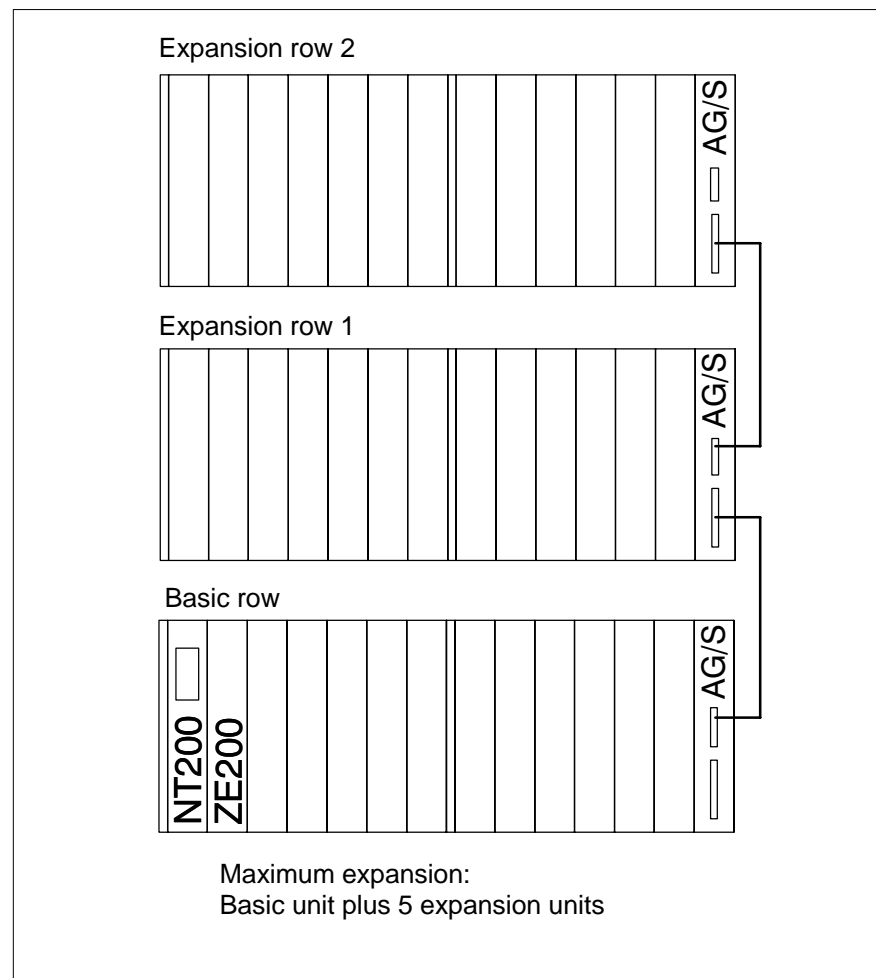 Expansion row 2
AG/S
Expansion row 1
AG/S
Basic row
NT200
ZE200
AG/S
Maximum expansion:
Basic unit plus 5 expansion units